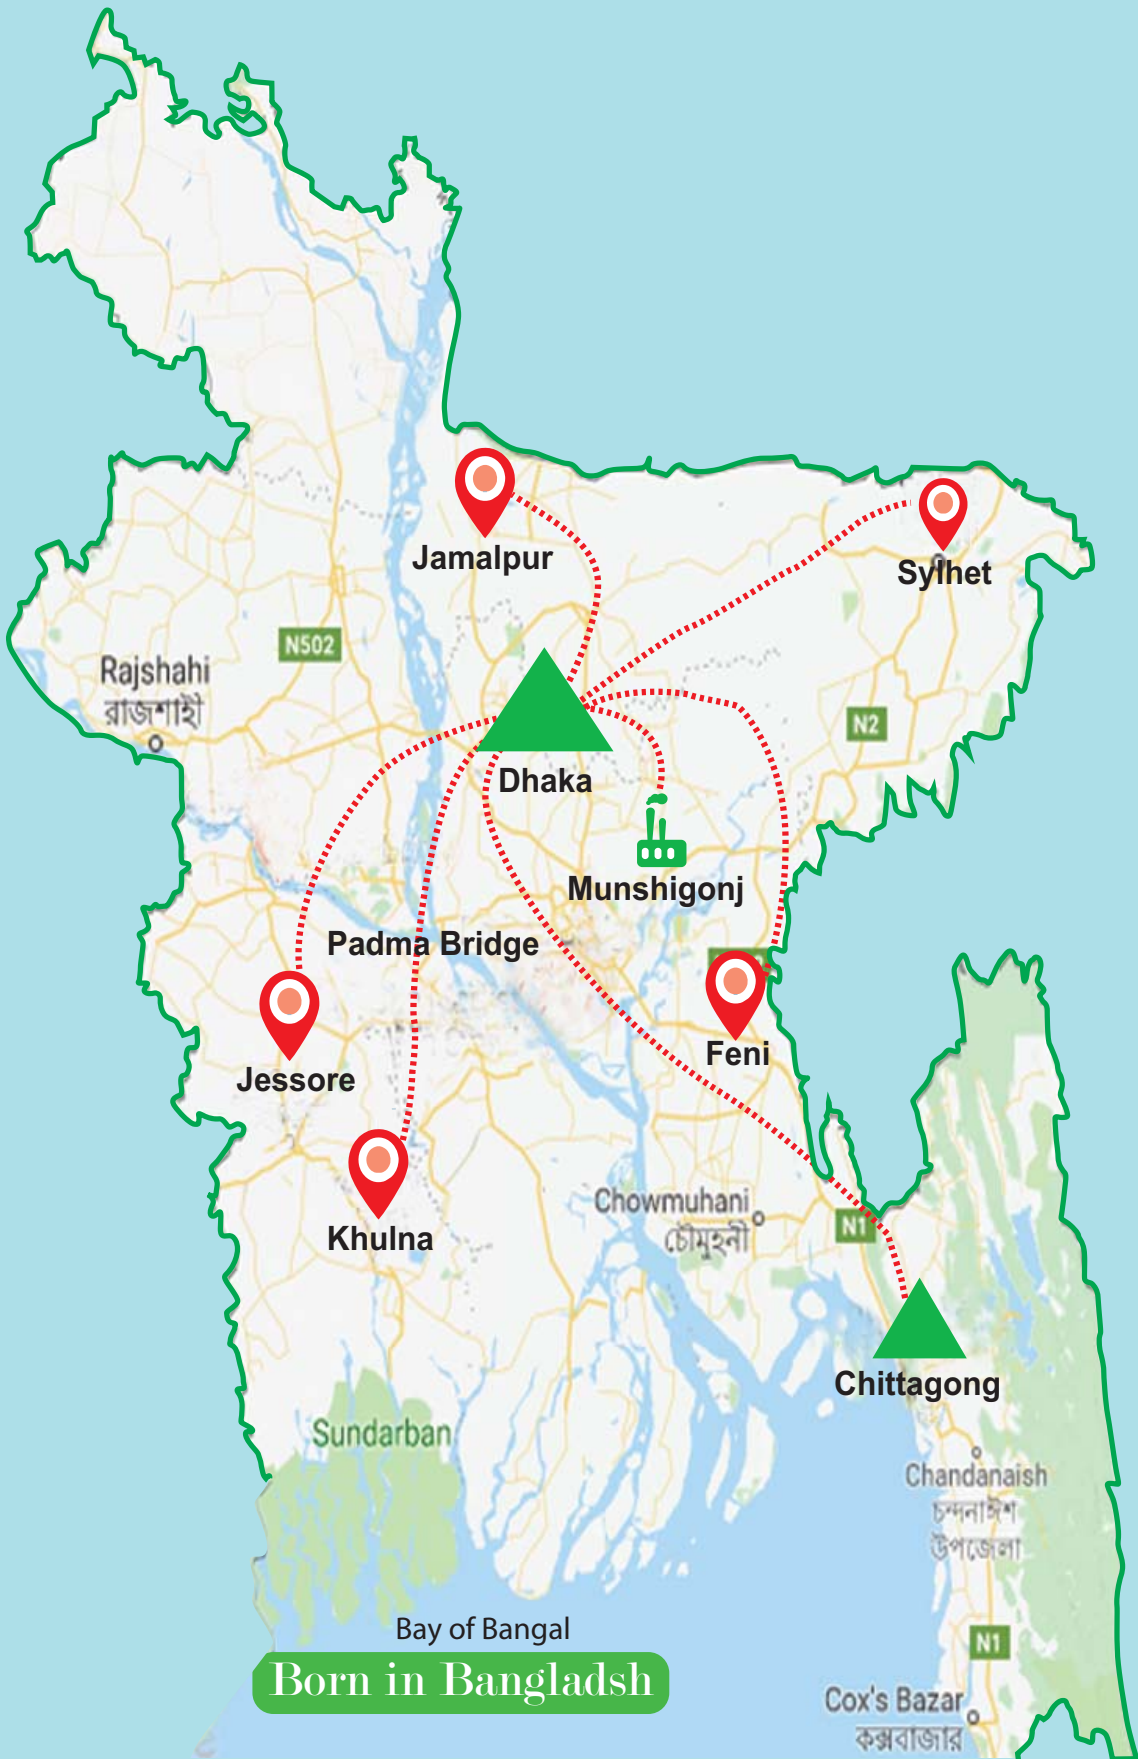 Jamalpur
Sylhet
N502
Rajshahi
রাজশাহী
N2
Dhaka
Munshigonj
Padma Bridge
Feni
Jessore
Khulna
Chowmuhani
চৌমুহনী
N1
Chittagong
Sundarban
Chandanaish
চন্দনাঈশ
উপজেলা
Bay of Bangal
Born in Bangladsh
N1
Cox's Bazar
কক্সবাজার